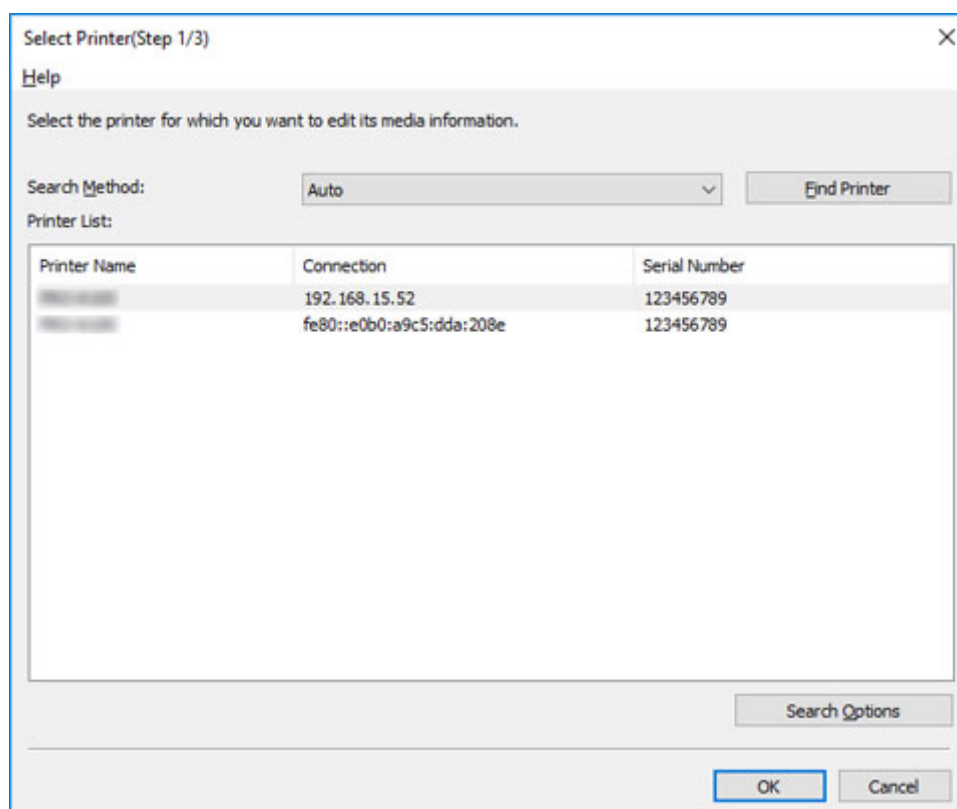 Select Printer(Step 1/3)
Help
Select the printer for which you want to edit its media information.
Search Method: Auto Find Printer
Printer List:
Printer Name Connection Serial Number
192.168.15.52 123456789
fe80::e0b0:a9c5:dda:208e 123456789
Search Options
OK Cancel